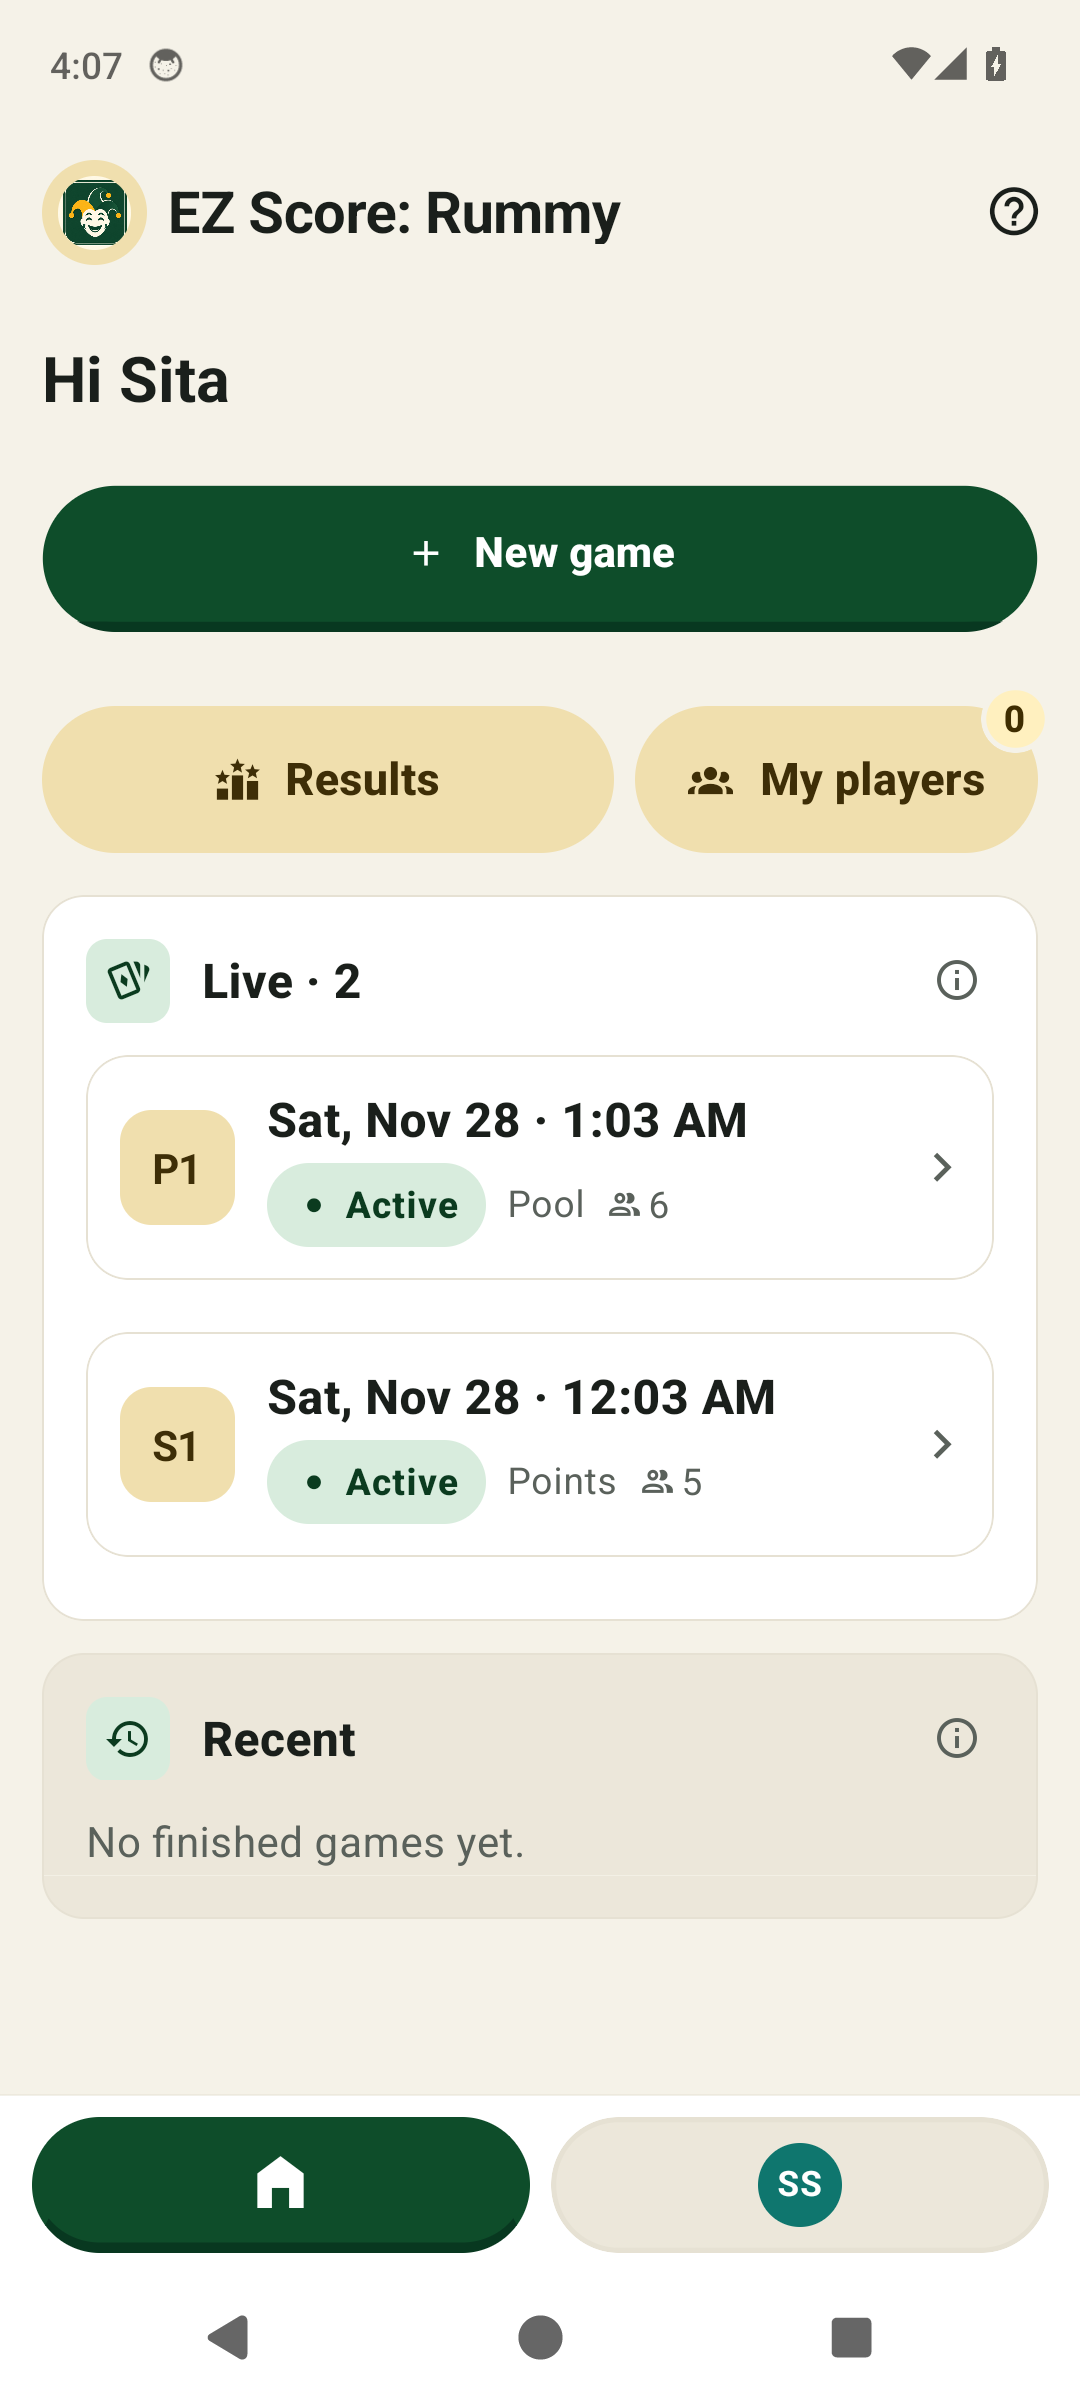 4:07
EZ Score: Rummy
Hi Sita
+ New game
Results
My players
0
Live · 2
P1
Sat, Nov 28 · 1:03 AM
• Active Pool 6
S1
Sat, Nov 28 · 12:03 AM
• Active Points 5
Recent
No finished games yet.
SS